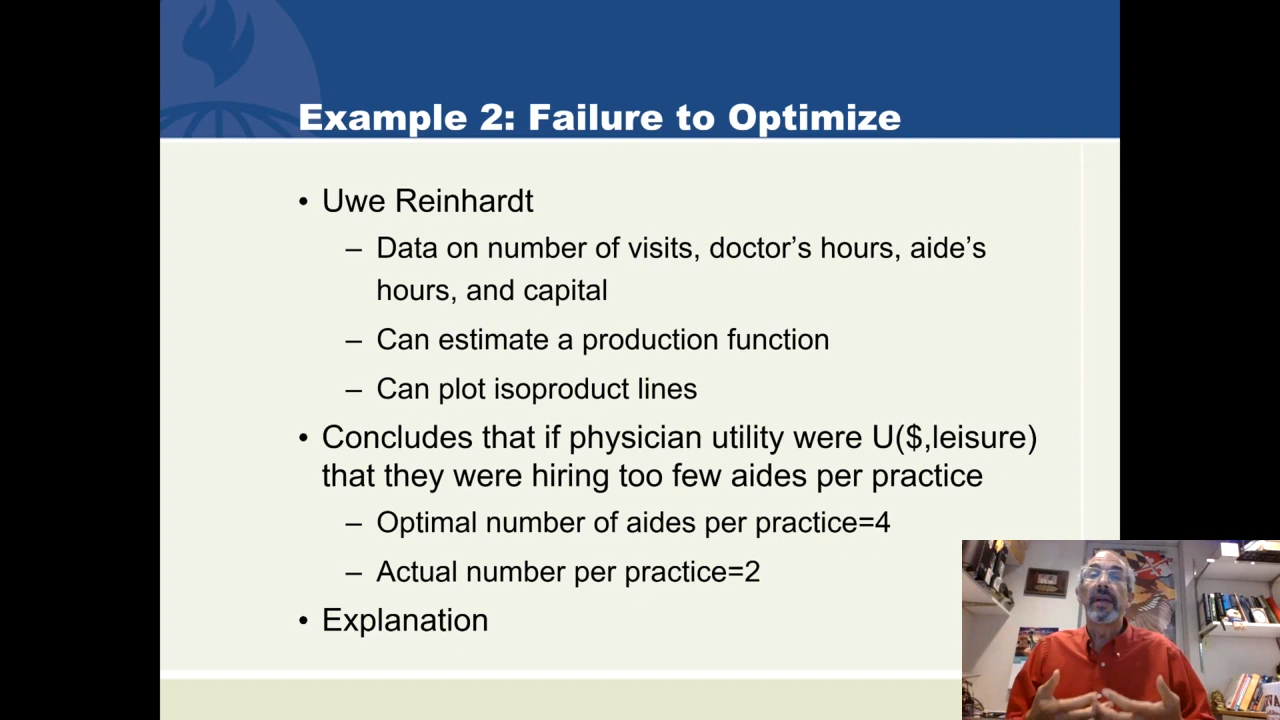 Example 2: Failure to Optimize
• Uwe Reinhardt
– Data on number of visits, doctor’s hours, aide’s
hours, and capital
– Can estimate a production function
– Can plot isoproduct lines
• Concludes that if physician utility were U($,leisure)
that they were hiring too few aides per practice
– Optimal number of aides per practice=4
– Actual number per practice=2
• Explanation